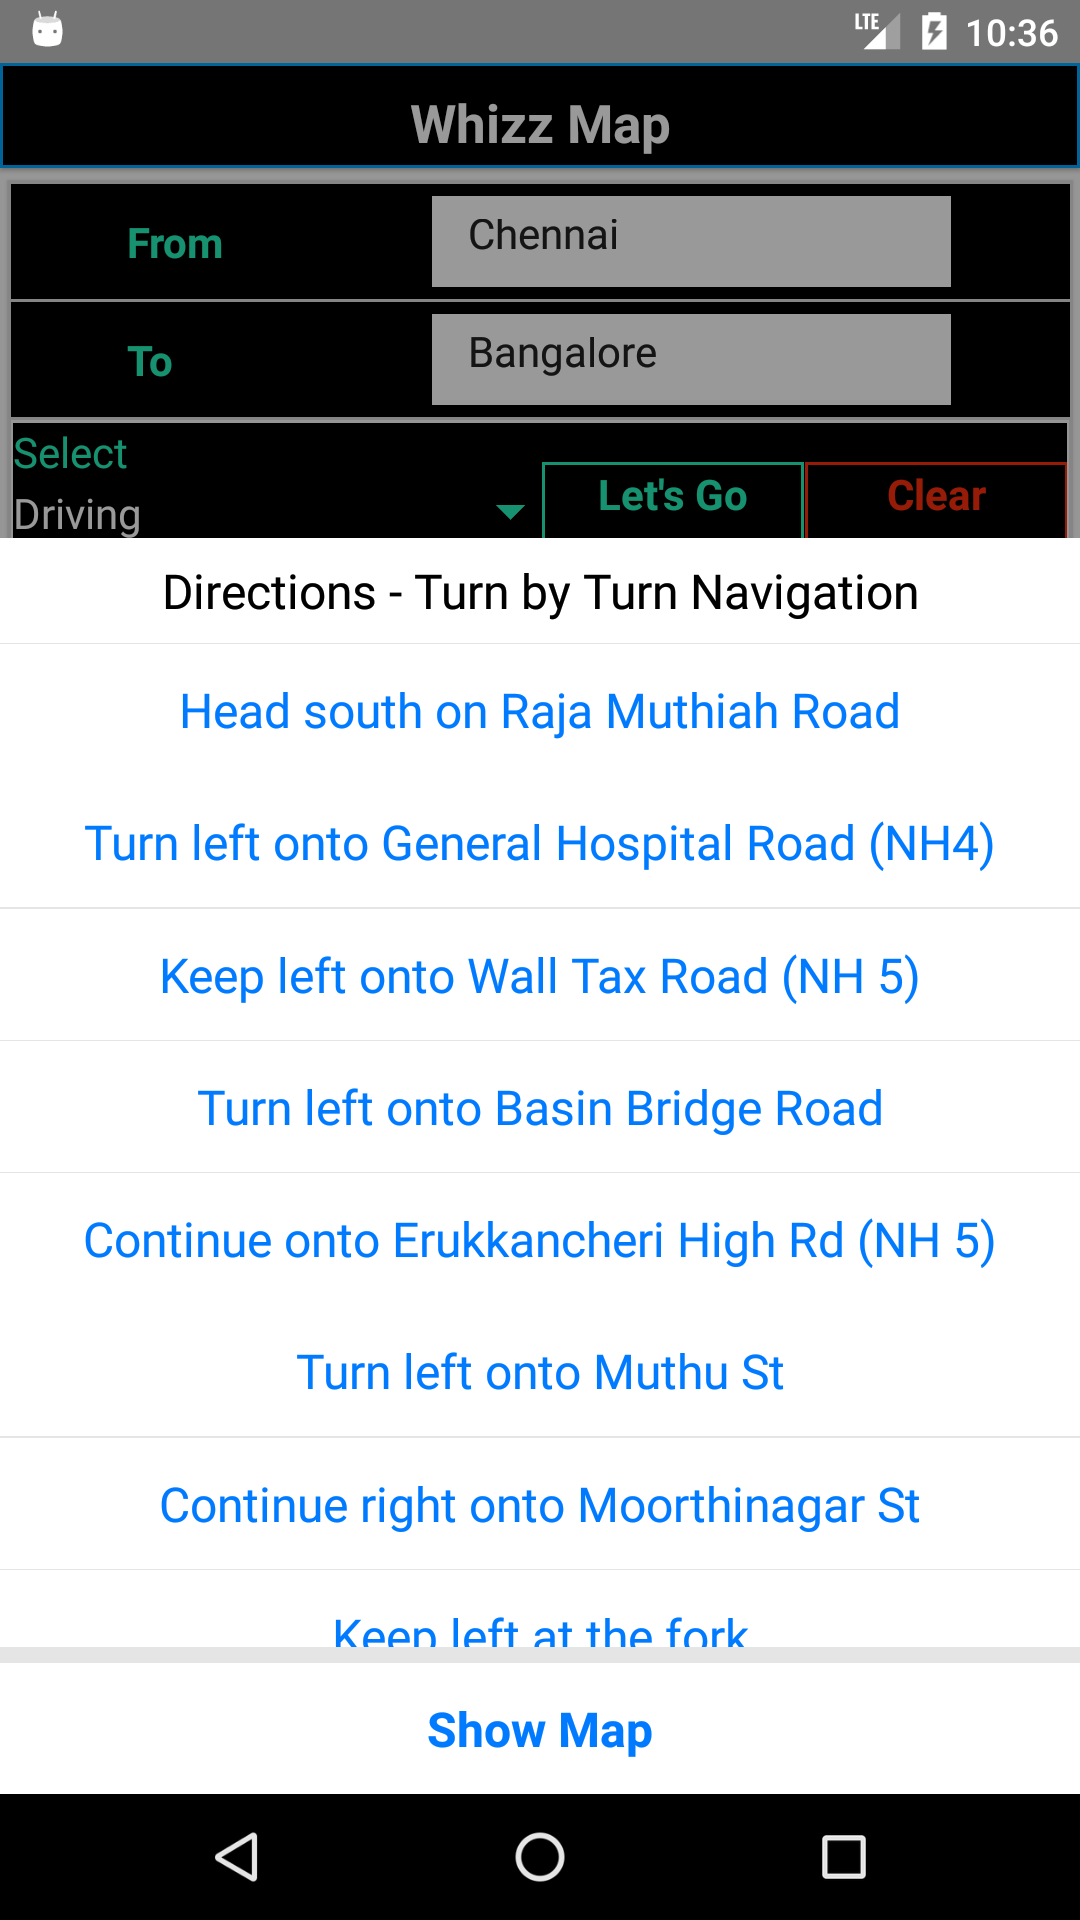 LTE 10:36
Whizz Map
From Chennai
To Bangalore
Select
Driving Let's Go Clear
Directions - Turn by Turn Navigation
Head south on Raja Muthiah Road
Turn left onto General Hospital Road (NH4)
Keep left onto Wall Tax Road (NH 5)
Turn left onto Basin Bridge Road
Continue onto Erukkancheri High Rd (NH 5)
Turn left onto Muthu St
Continue right onto Moorthinagar St
Keep left at the fork
Show Map